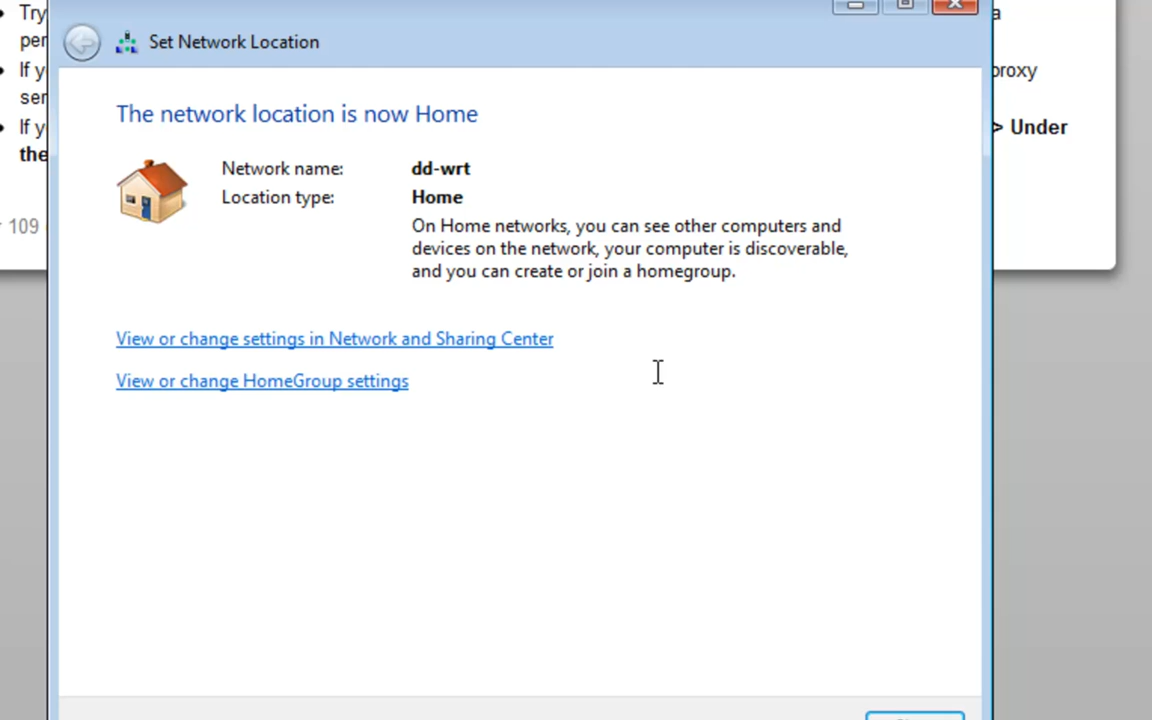 Try
a
per
If y
proxy
ser
If y
> Under
the
109
Set Network Location
The network location is now Home
Network name: dd-wrt
Location type: Home
On Home networks, you can see other computers and
devices on the network, your computer is discoverable,
and you can create or join a homegroup.
View or change settings in Network and Sharing Center
View or change HomeGroup settings